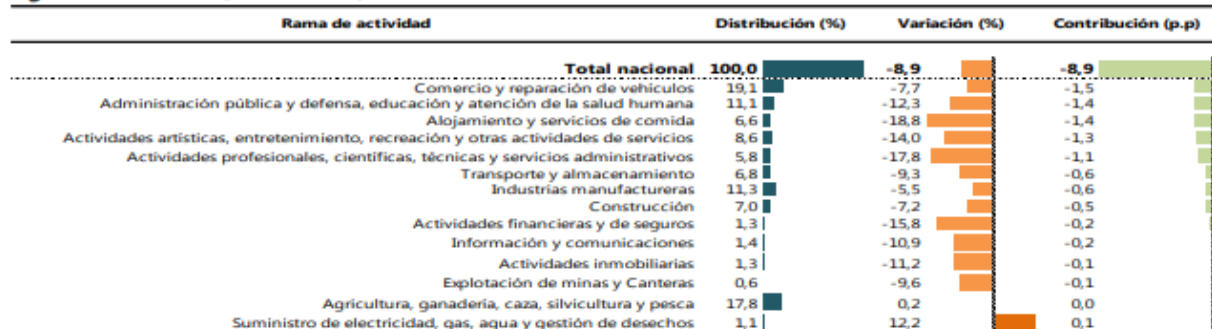 Rama de actividad Distribución (%) Variación (%) Contribución (p.p)
Total nacional 100,0 -8,9 -8,9
Comercio y reparación de vehículos 19,1 -7,7 -1,5
Administración pública y defensa, educación y atención de la salud humana 11,1 -12,3 -1,4
Alojamiento y servicios de comida 6,6 -18,8 -1,4
Actividades artísticas, entretenimiento, recreación y otras actividades de servicios 8,6 -14,0 -1,3
Actividades profesionales, científicas, técnicas y servicios administrativos 5,8 -17,8 -1,1
Transporte y almacenamiento 6,8 -9,3 -0,6
Industrias manufactureras 11,3 -5,5 -0,6
Construcción 7,0 -7,2 -0,5
Actividades financieras y de seguros 1,3 -15,8 -0,2
Información y comunicaciones 1,4 -10,9 -0,2
Actividades inmobiliarias 1,3 -11,2 -0,1
Explotación de minas y Canteras 0,6 -9,6 -0,1
Agricultura, ganadería, caza, silvicultura y pesca 17,8 0,2 0,0
Suministro de electricidad, gas, agua y gestión de desechos 1,1 12,2 0,1